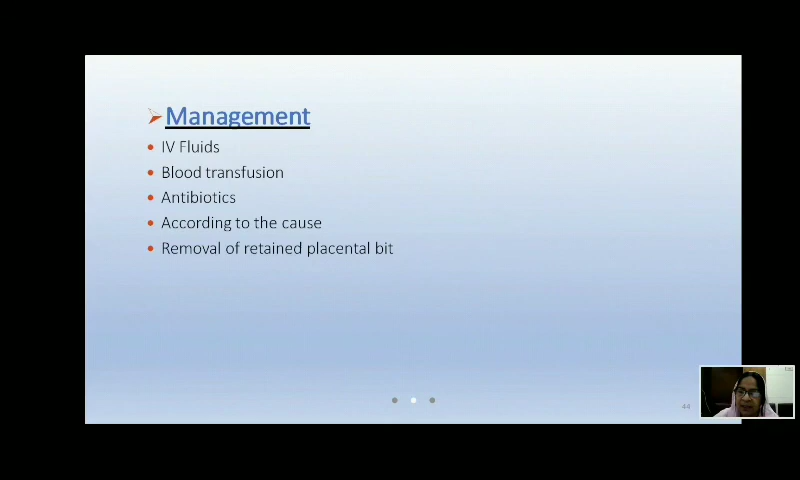 Management
IV Fluids
Blood transfusion
Antibiotics
According to the cause
Removal of retained placental bit
44